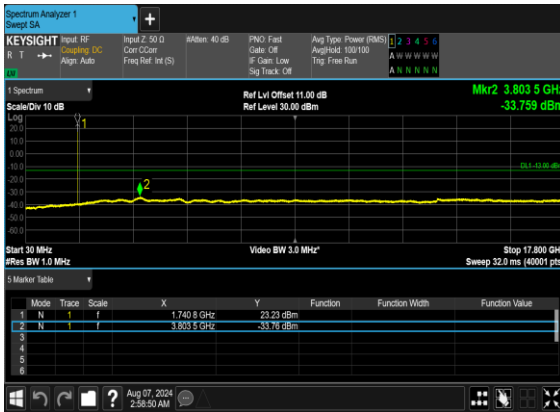 Spectrum Analyzer 1
Swept SA
+
KEYSIGHT
R T
Input: RF
Coupling: DC
Align: Auto
Input Z: 50 Ω
Corr CCorr
Freq Ref: Int (S)
#Atten: 40 dB
PNO: Fast
Gate: Off
IF Gain: Low
Sig Track: Off
Avg Type: Power (RMS)
Avg|Hold: 100/100
Trig: Free Run
1 2 3 4 5 6
A W W W W W
A N N N N N
1 Spectrum
Scale/Div 10 dB
Ref Lvl Offset 11.00 dB
Ref Level 30.00 dBm
Mkr2 3.803 5 GHz
-33.759 dBm
Log
20.0
10.0
0.00
-10.0
-20.0
-30.0
-40.0
-50.0
-60.0
1
2
DL1 -13.00 dBm
Start 30 MHz
#Res BW 1.0 MHz
Video BW 3.0 MHz*
Stop 17.800 GHz
Sweep 32.0 ms (40001 pts)
5 Marker Table
Mode Trace Scale X Y Function Function Width Function Value
1 N 1 f 1.740 8 GHz 23.23 dBm
2 N 1 f 3.803 5 GHz -33.76 dBm
3
4
5
6
?
Aug 07, 2024
2:58:50 AM